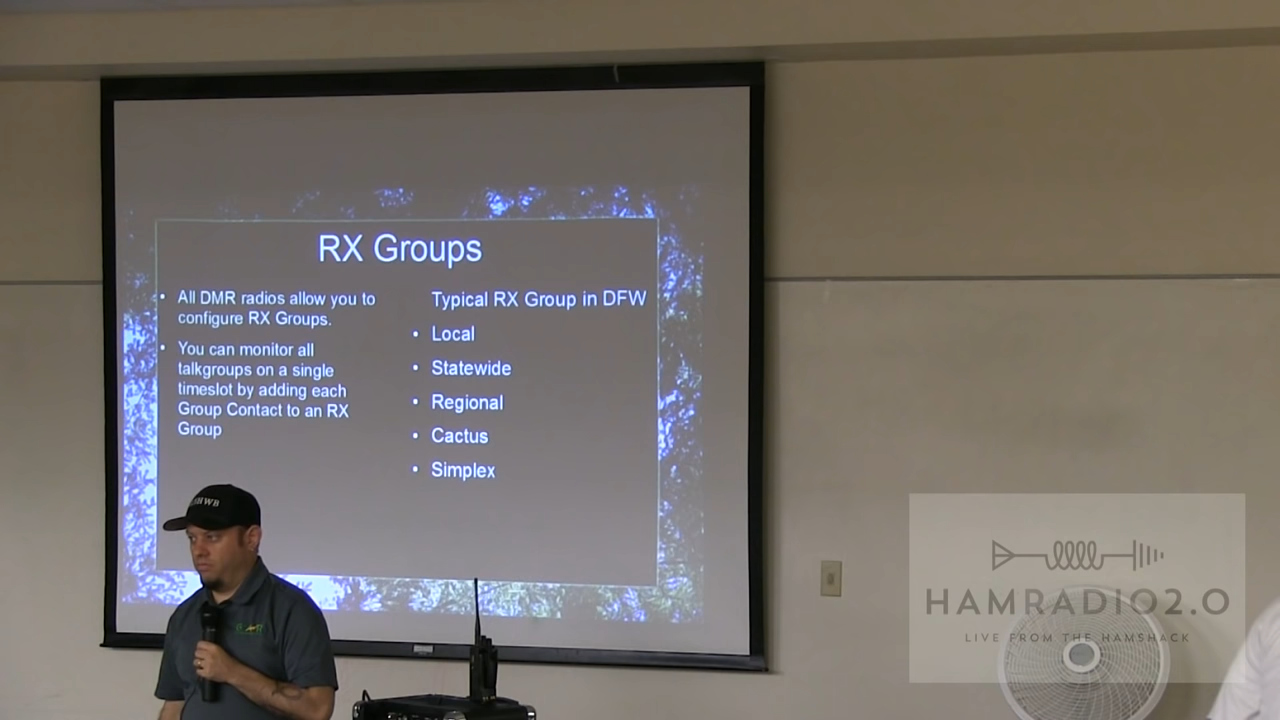 RX Groups
• All DMR radios allow you to
configure RX Groups.
• You can monitor all
talkgroups on a single
timeslot by adding each
Group Contact to an RX
Group
Typical RX Group in DFW
• Local
• Statewide
• Regional
• Cactus
• Simplex
HAMRADIO2.0
LIVE FROM THE HAMSHACK